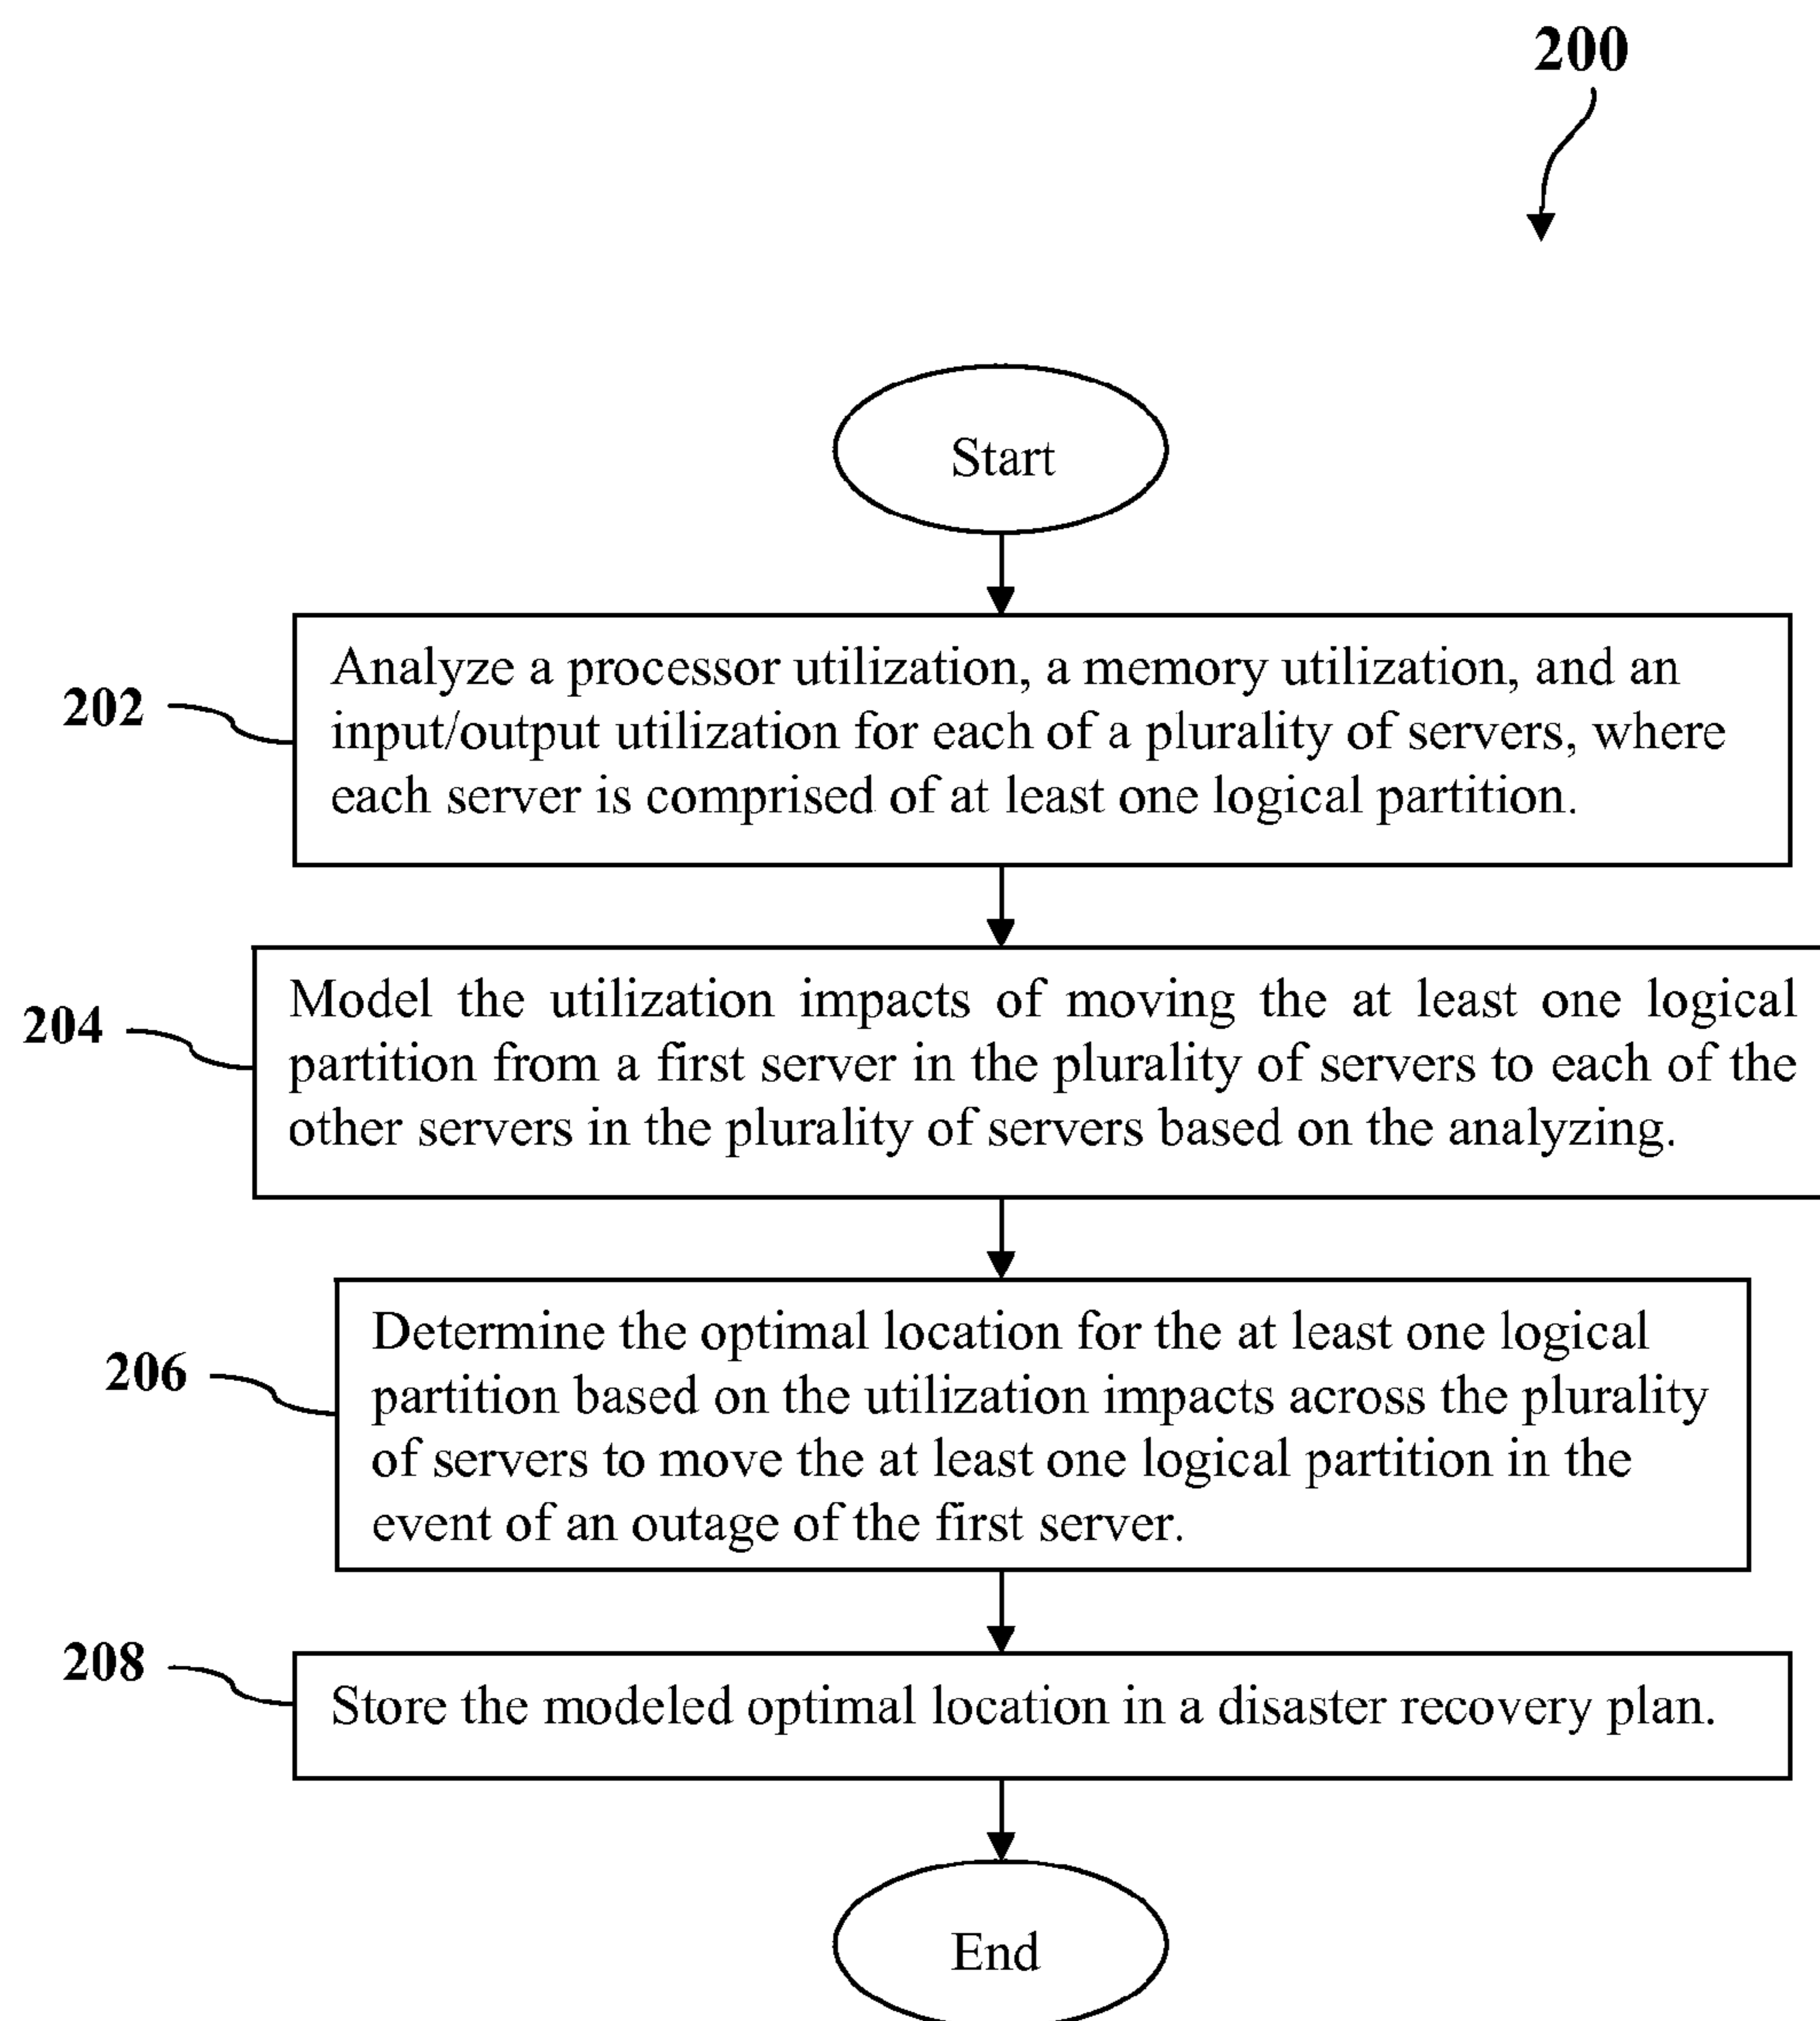 200
Start
202
Analyze a processor utilization, a memory utilization, and an
input/output utilization for each of a plurality of servers, where
each server is comprised of at least one logical partition.
204
Model the utilization impacts of moving the at least one logical
partition from a first server in the plurality of servers to each of the
other servers in the plurality of servers based on the analyzing.
206
Determine the optimal location for the at least one logical
partition based on the utilization impacts across the plurality
of servers to move the at least one logical partition in the
event of an outage of the first server.
208
Store the modeled optimal location in a disaster recovery plan.
End